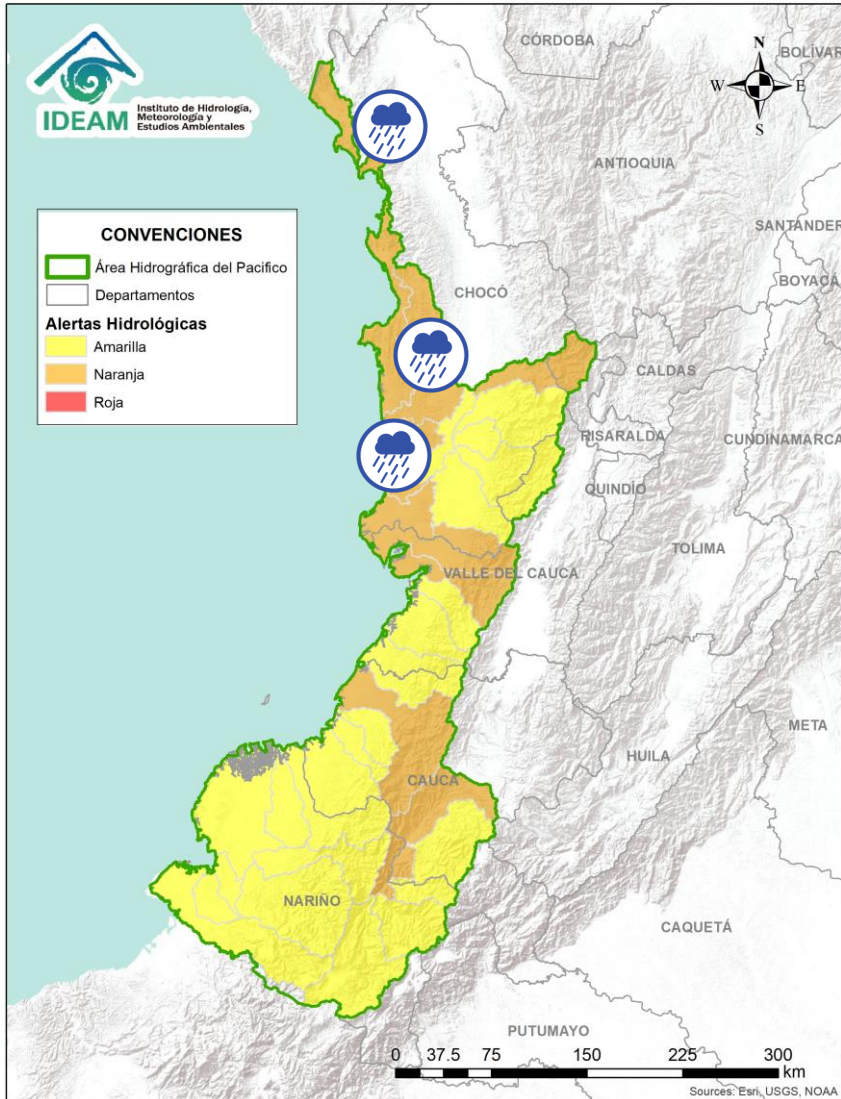 IDEAM
Instituto de Hidrología,
Meteorología y
Estudios Ambientales
CÓRDOBA
BOLÍVAR
N
W E
S
ANTIOQUIA
SANTANDER
BOYACÁ
CONVENCIONES
Área Hidrográfica del Pacifico
Departamentos
Alertas Hidrológicas
Amarilla
Naranja
Roja
CHOCÓ
CALDAS
RISARALDA
CUNDINAMARCA
QUINDÍO
TOLIMA
VALLE DEL CAUCA
META
HUILA
CAUCA
NARIÑO
CAQUETÁ
PUTUMAYO
0 37.5 75 150 225 300
km
Sources: Esri, USGS, NOAA